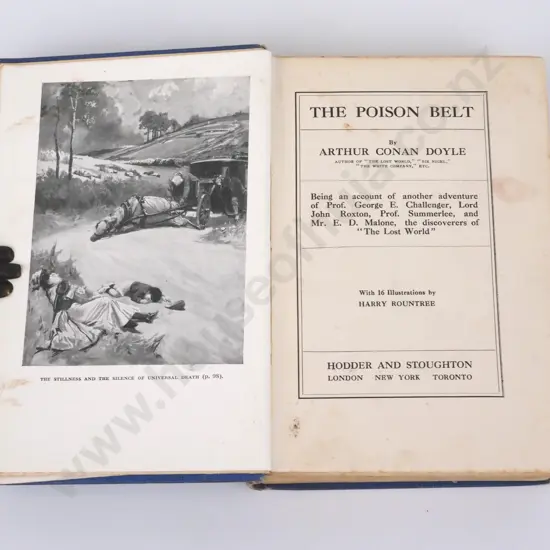 THE STILLNESS AND THE SILENCE OF UNIVERSAL DEATH (p. 95).
THE POISON BELT
By
ARTHUR CONAN DOYLE
AUTHOR OF "THE LOST WORLD," "SIR NIGEL,"
"THE WHITE COMPANY," ETC.
Being an account of another adventure
of Prof. George E. Challenger, Lord
John Roxton, Prof. Summerlee, and
Mr. E. D. Malone, the discoverers of
"The Lost World"
With 16 Illustrations by
HARRY ROUNTREE
HODDER AND STOUGHTON
LONDON NEW YORK TORONTO